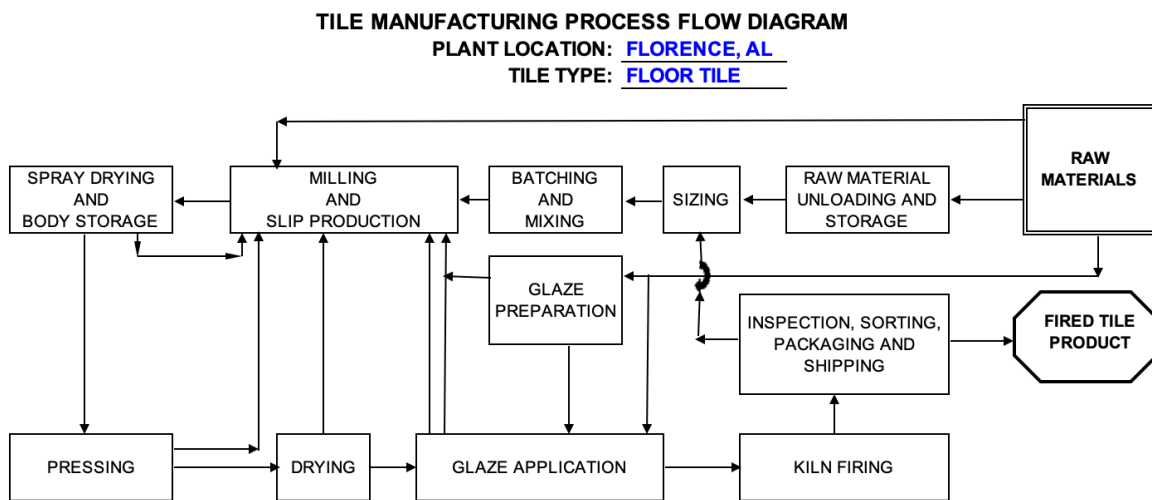 TILE MANUFACTURING PROCESS FLOW DIAGRAM
PLANT LOCATION: FLORENCE, AL
TILE TYPE: FLOOR TILE
RAW
MATERIALS
SPRAY DRYING
AND
BODY STORAGE
MILLING
AND
SLIP PRODUCTION
BATCHING
AND
MIXING
SIZING
RAW MATERIAL
UNLOADING AND
STORAGE
GLAZE
PREPARATION
INSPECTION, SORTING,
PACKAGING AND
SHIPPING
FIRED TILE
PRODUCT
PRESSING
DRYING
GLAZE APPLICATION
KILN FIRING